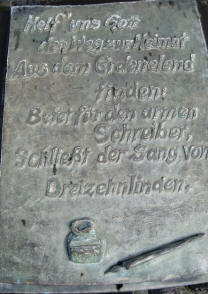 Helf' uns Gott
den Weg zur Heimat
Aus dem Erdenelend
finden:
Betet für den armen
Schreiber,
Schließt der Sang von
Dreizehnlinden.